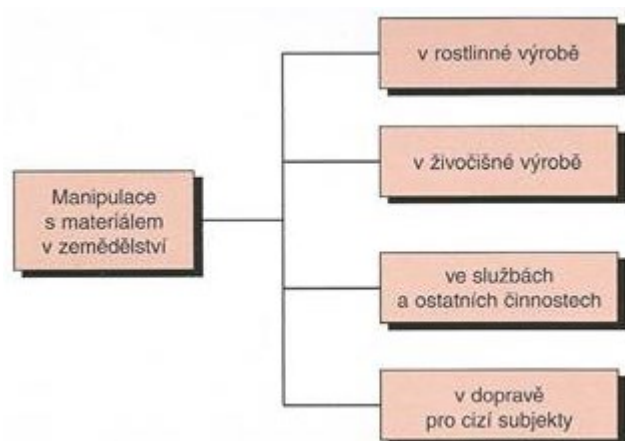 v rostlinné výrobě
v živočišné výrobě
Manipulace
s materiálem
v zemědělství
ve službách
a ostatních činnostech
v dopravě
pro cizí subjekty